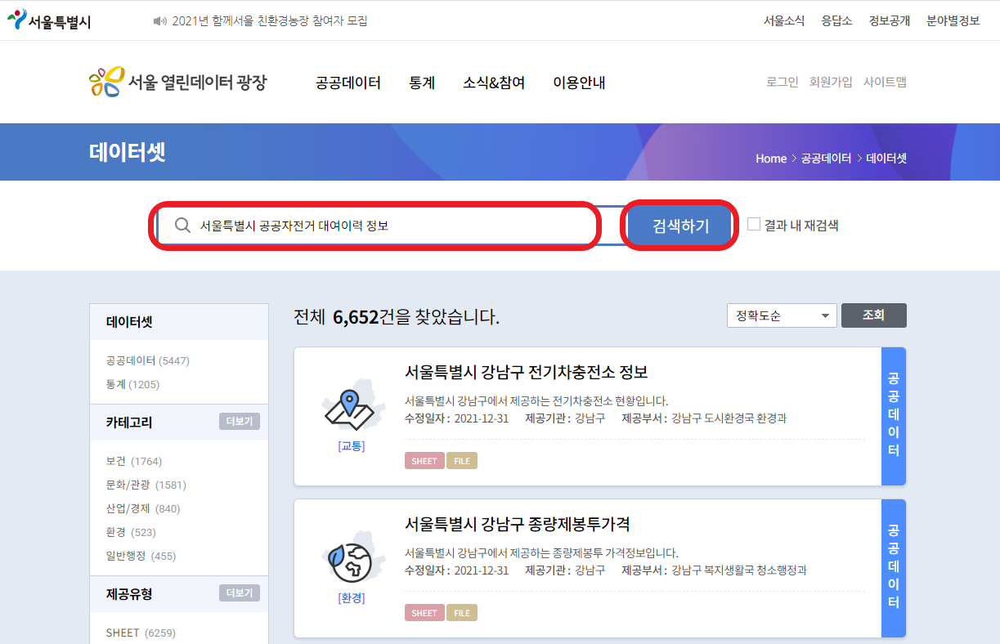 서울특별시
2021년 함께서울 친환경농장 참여자 모집
서울소식 응답소 정보공개 분야별정보
서울 열린데이터 광장
공공데이터 통계 소식&참여 이용안내
로그인 회원가입 사이트맵
데이터셋
Home > 공공데이터 > 데이터셋
서울특별시 공공자전거 대여이력 정보
검색하기
결과 내 재검색
데이터셋
공공데이터 (5447)
통계 (1205)
카테고리 더보기
보건 (1764)
문화/관광 (1581)
산업/경제 (840)
환경 (523)
일반행정 (455)
제공유형 더보기
SHEET (6259)
전체 6,652건을 찾았습니다.
정확도순 조회
서울특별시 강남구 전기차충전소 정보
서울특별시 강남구에서 제공하는 전기차충전소 현황입니다.
수정일자 : 2021-12-31 제공기관 : 강남구 제공부서 : 강남구 도시환경국 환경과
[교통]
SHEET FILE
공공데이터
서울특별시 강남구 종량제봉투가격
서울특별시 강남구에서 제공하는 종량제봉투 가격정보입니다.
수정일자 : 2021-12-31 제공기관 : 강남구 제공부서 : 강남구 복지생활국 청소행정과
[환경]
SHEET FILE
공공데이터